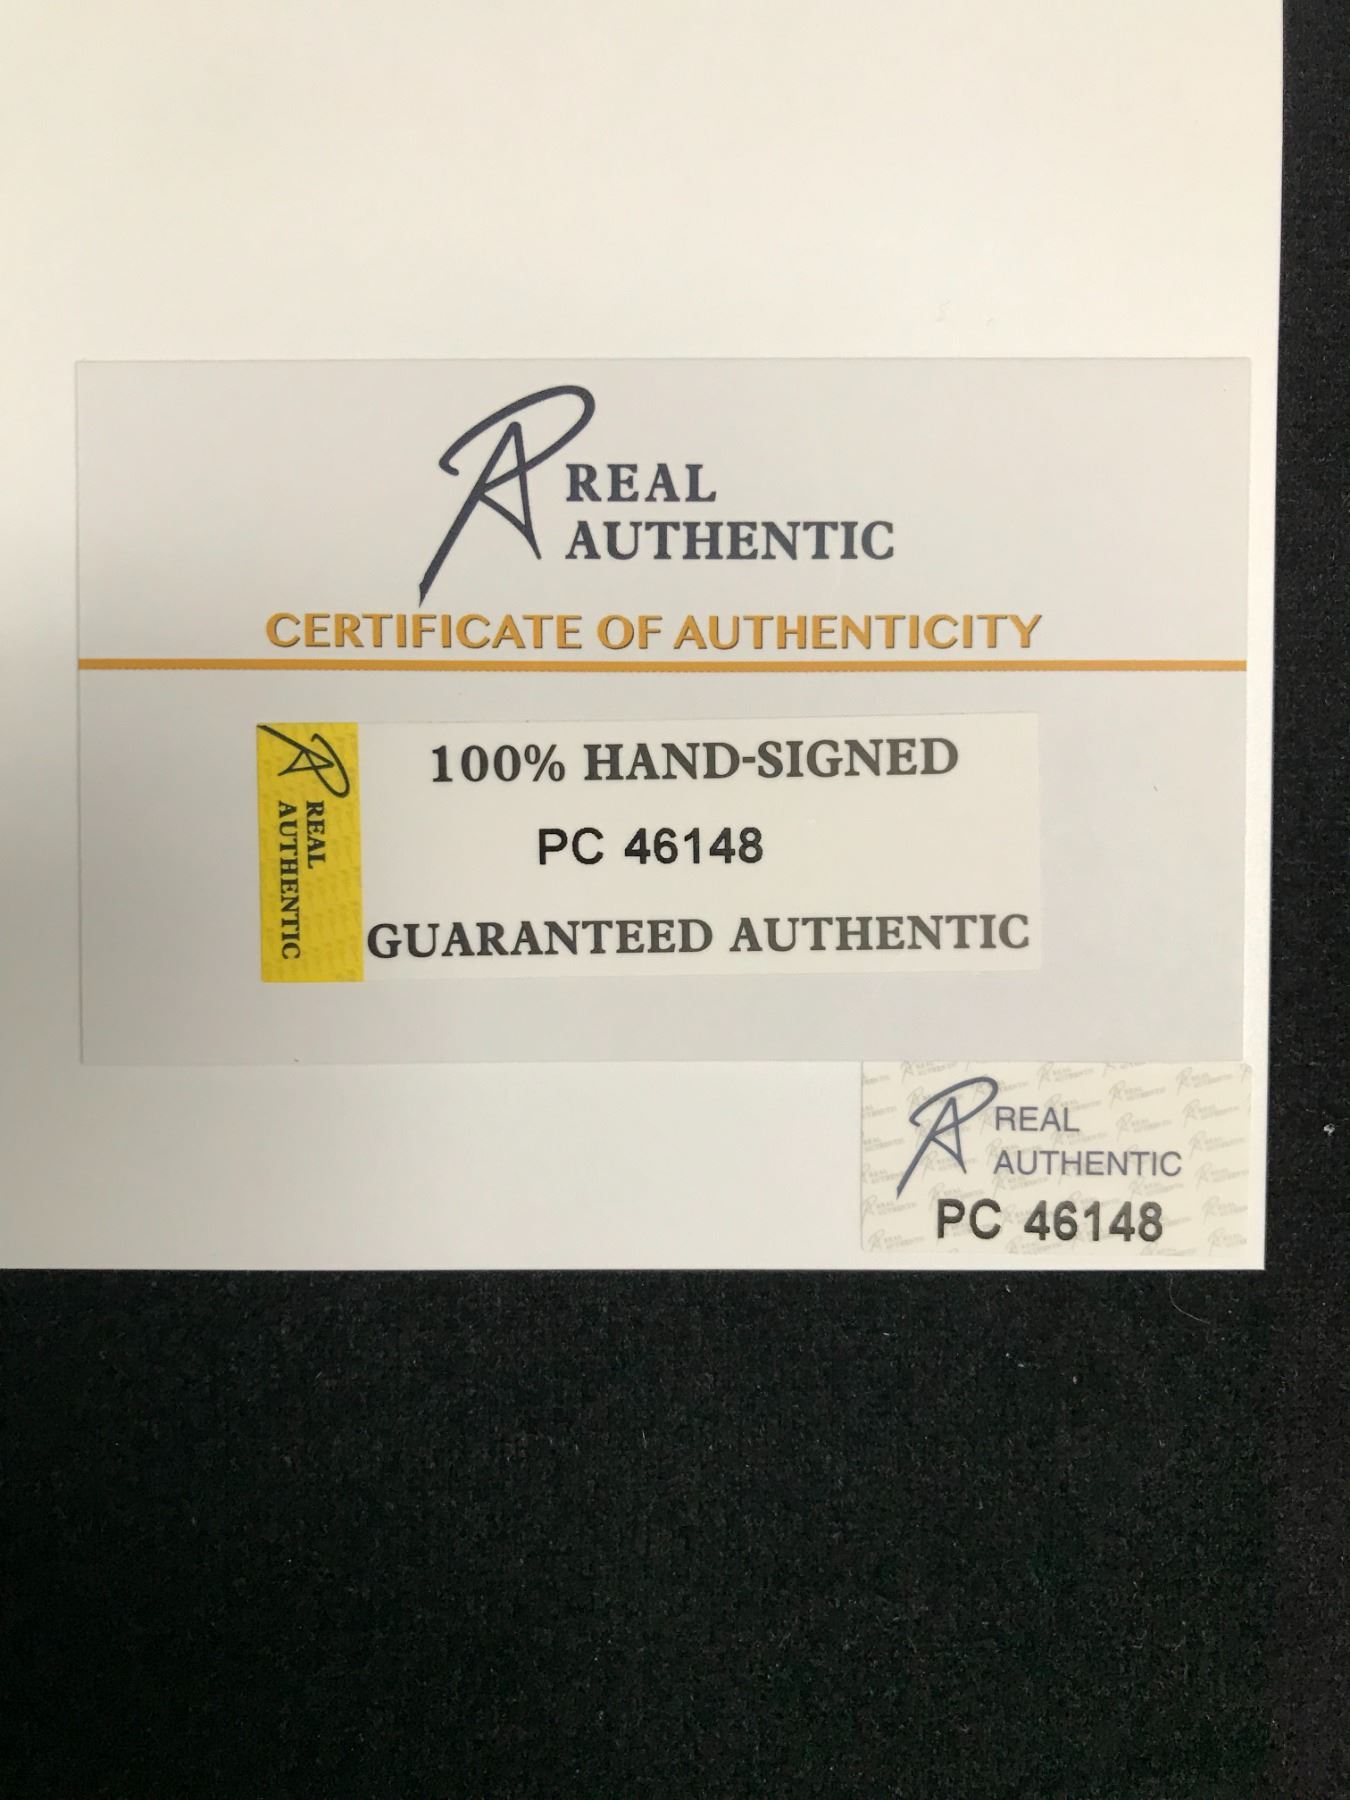 REAL
AUTHENTIC
CERTIFICATE OF AUTHENTICITY
REAL
AUTHENTIC
100% HAND-SIGNED
PC 46148
GUARANTEED AUTHENTIC
REAL
AUTHENTIC
PC 46148